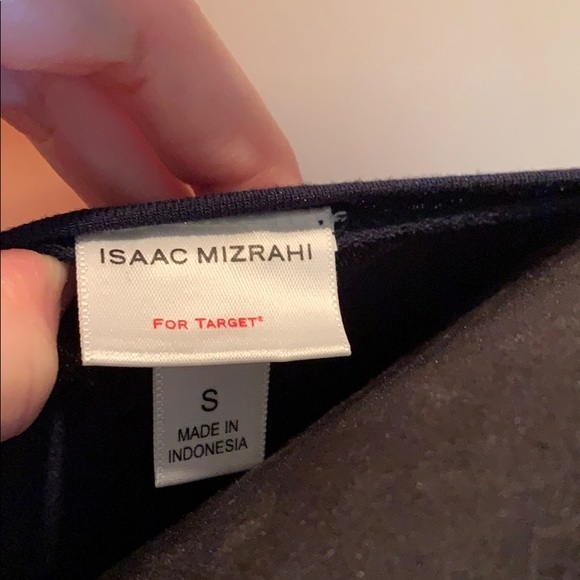 ISAAC MIZRAHI
FOR TARGET®
S
MADE IN
INDONESIA